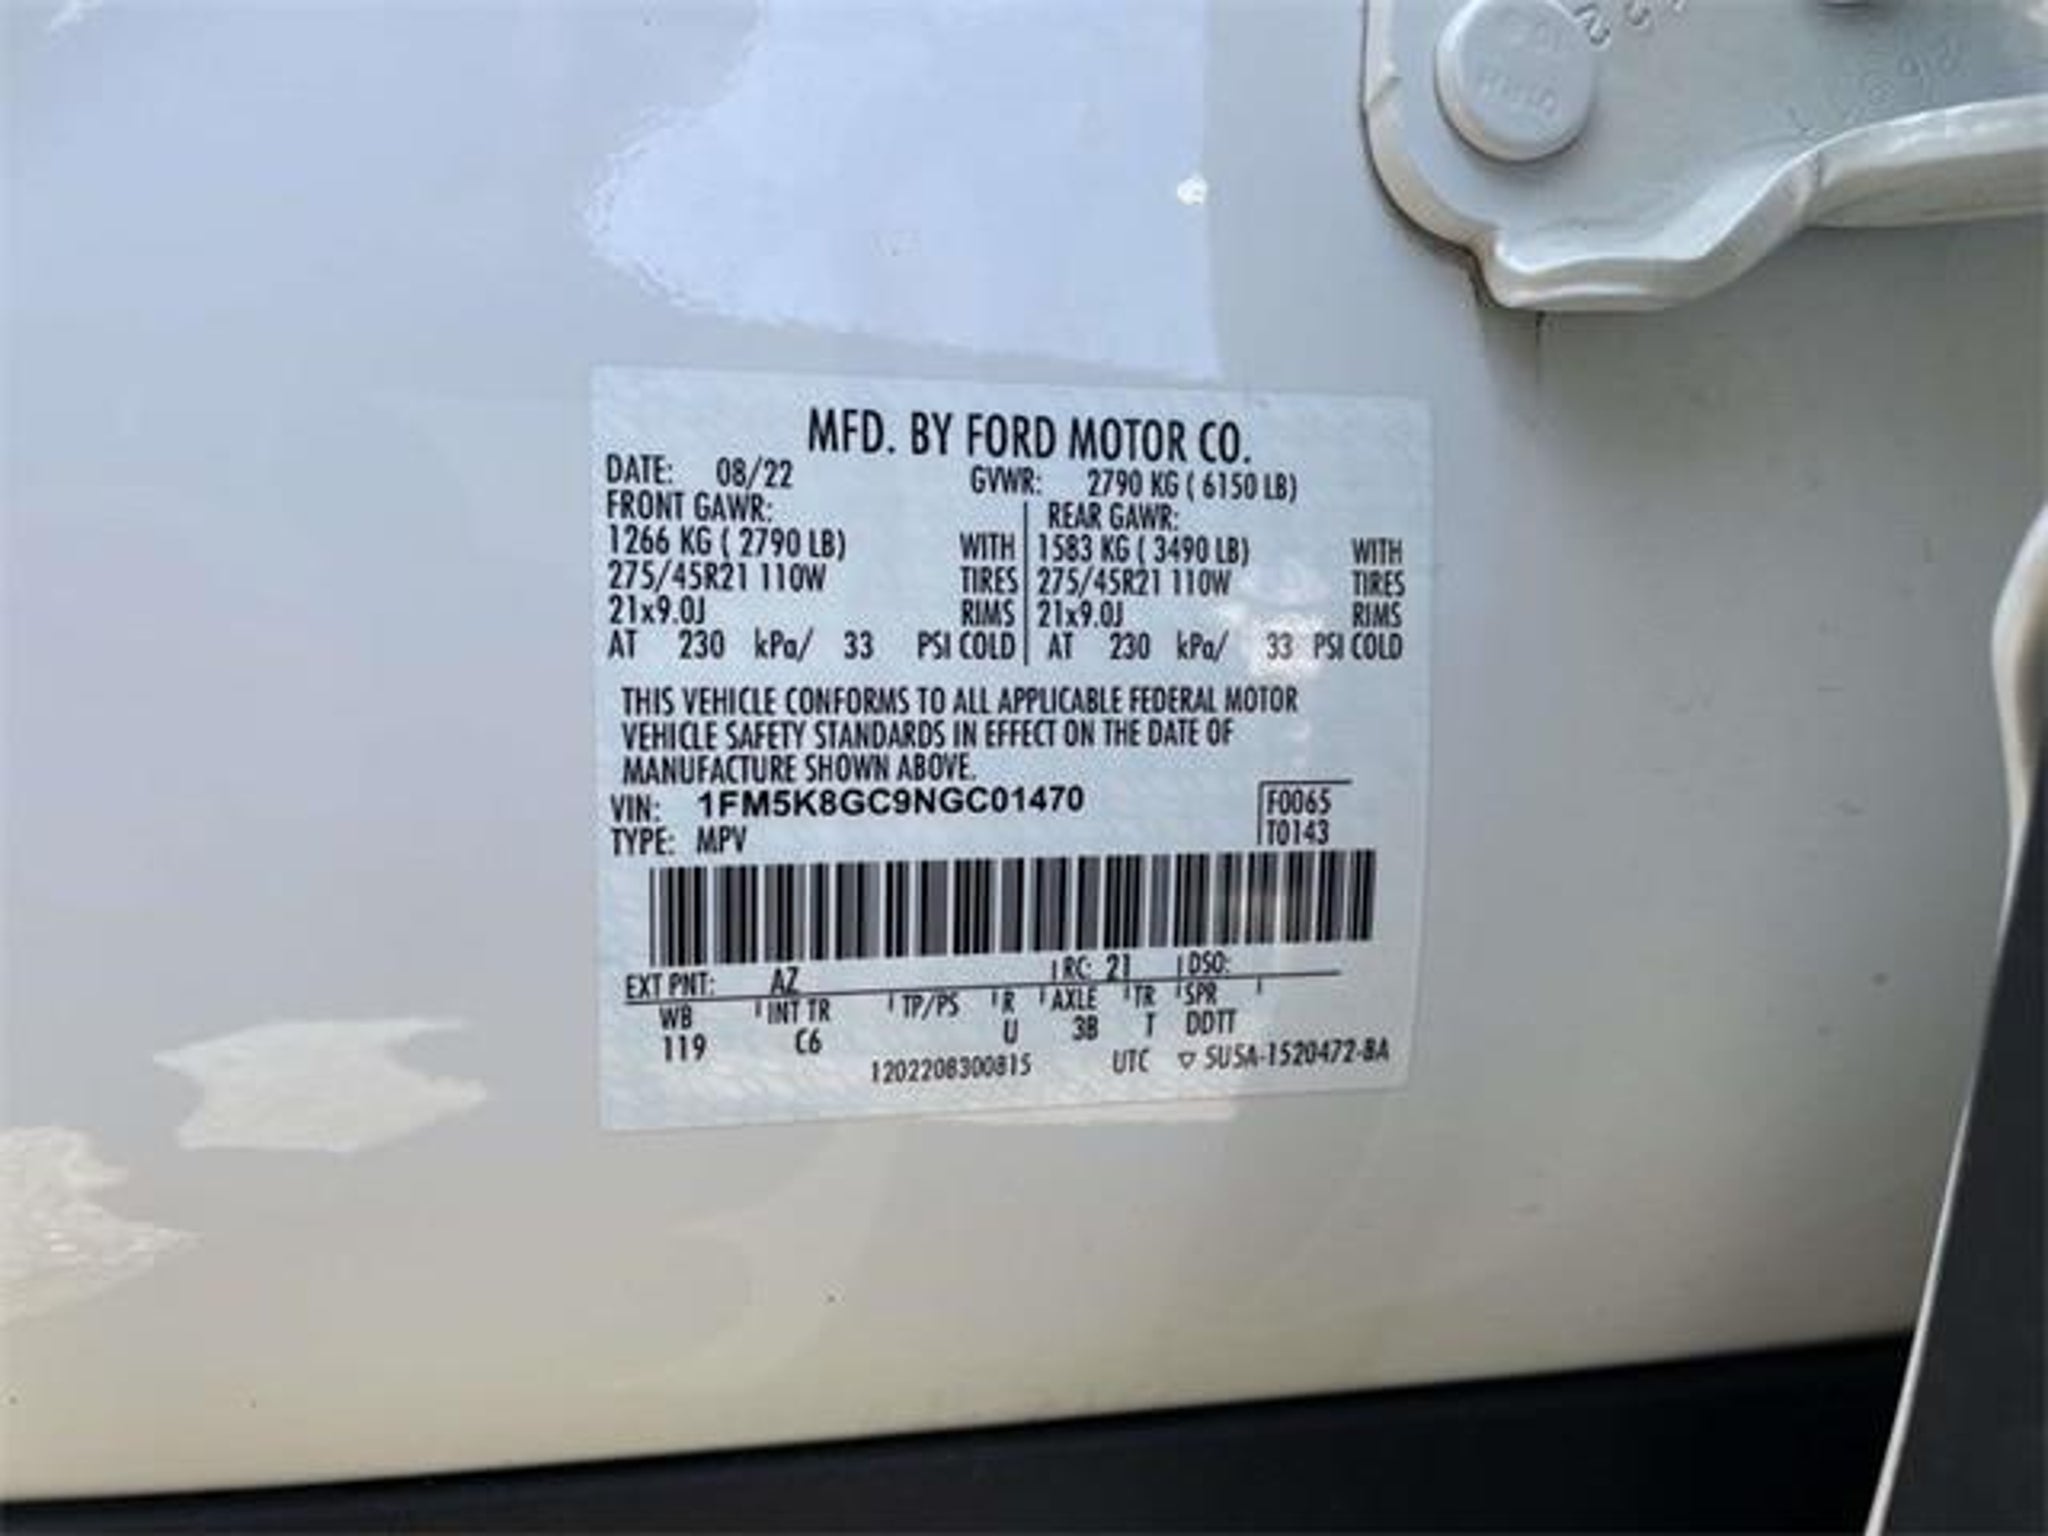 MFD. BY FORD MOTOR CO.
DATE: 08/22 GVWR: 2790 KG ( 6150 LB)
FRONT GAWR: REAR GAWR:
1266 KG ( 2790 LB) WITH 1583 KG ( 3490 LB) WITH
275/45R21 110W TIRES 275/45R21 110W TIRES
21x9.0J RIMS 21x9.0J RIMS
AT 230 kPa/ 33 PSI COLD AT 230 kPa/ 33 PSI COLD
THIS VEHICLE CONFORMS TO ALL APPLICABLE FEDERAL MOTOR
VEHICLE SAFETY STANDARDS IN EFFECT ON THE DATE OF
MANUFACTURE SHOWN ABOVE.
VIN: 1FM5K8GC9NGC01470 F0065
TYPE: MPV T0143
EXT PNT: AZ RC: 21 DSO:
WB INT TR TP/PS R AXLE TR SPR
119 C6 U 3B T DDTT
1202208300815 UTC ▽ SU5A-1520472-BA